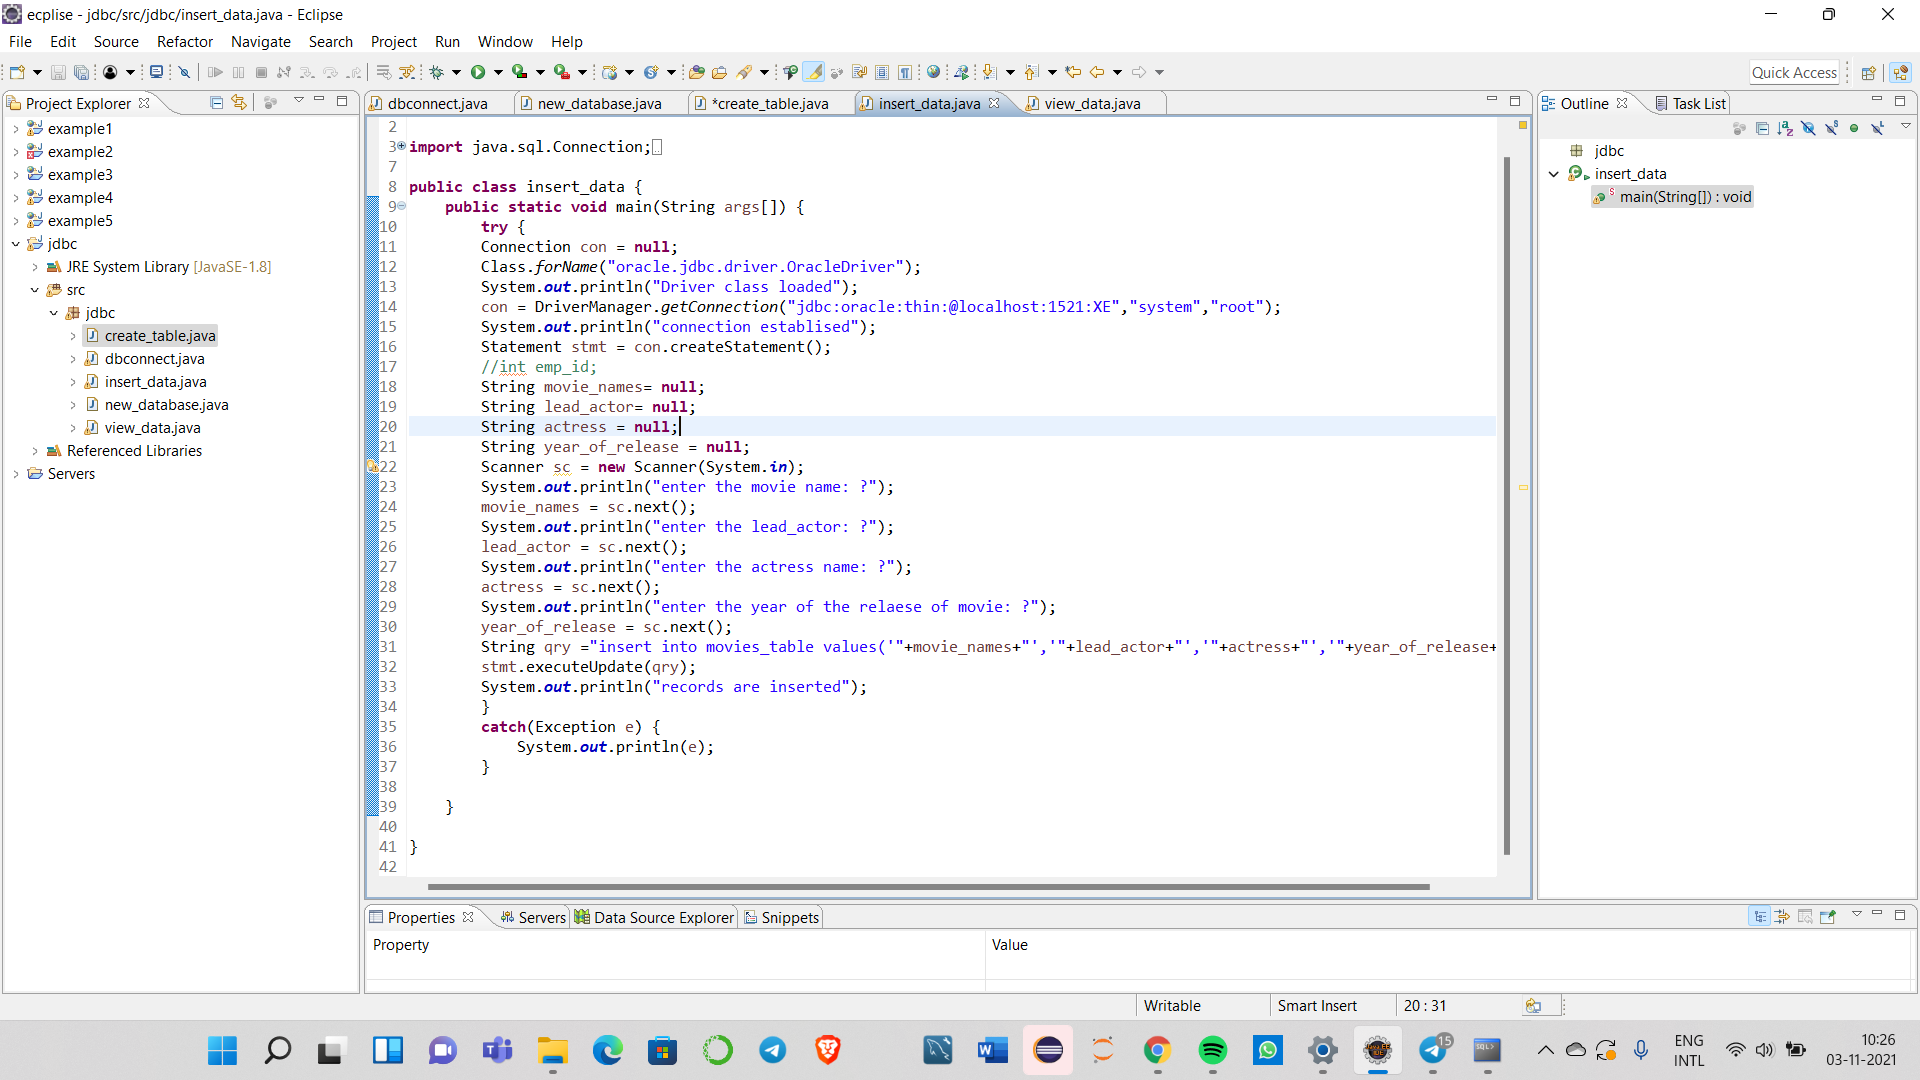 ecplise - jdbc/src/jdbc/insert_data.java - Eclipse
File Edit Source Refactor Navigate Search Project Run Window Help
Quick Access
Project Explorer
example1
example2
example3
example4
example5
jdbc
JRE System Library [JavaSE-1.8]
src
jdbc
create_table.java
dbconnect.java
insert_data.java
new_database.java
view_data.java
Referenced Libraries
Servers
dbconnect.java new_database.java *create_table.java insert_data.java view_data.java
2
3 import java.sql.Connection;
7
8 public class insert_data {
9 public static void main(String args[]) {
10 try {
11 Connection con = null;
12 Class.forName("oracle.jdbc.driver.OracleDriver");
13 System.out.println("Driver class loaded");
14 con = DriverManager.getConnection("jdbc:oracle:thin:@localhost:1521:XE","system","root");
15 System.out.println("connection establised");
16 Statement stmt = con.createStatement();
17 //int emp_id;
18 String movie_names= null;
19 String lead_actor= null;
20 String actress = null;
21 String year_of_release = null;
22 Scanner sc = new Scanner(System.in);
23 System.out.println("enter the movie name: ?");
24 movie_names = sc.next();
25 System.out.println("enter the lead_actor: ?");
26 lead_actor = sc.next();
27 System.out.println("enter the actress name: ?");
28 actress = sc.next();
29 System.out.println("enter the year of the relaese of movie: ?");
30 year_of_release = sc.next();
31 String qry ="insert into movies_table values('"+movie_names+"','"+lead_actor+"','"+actress+"','"+year_of_release+
32 stmt.executeUpdate(qry);
33 System.out.println("records are inserted");
34 }
35 catch(Exception e) {
36 System.out.println(e);
37 }
38
39 }
40
41 }
42
Outline Task List
jdbc
insert_data
main(String[]) : void
Properties Servers Data Source Explorer Snippets
Property Value
Writable Smart Insert 20 : 31
15
ENG
INTL
10:26
03-11-2021